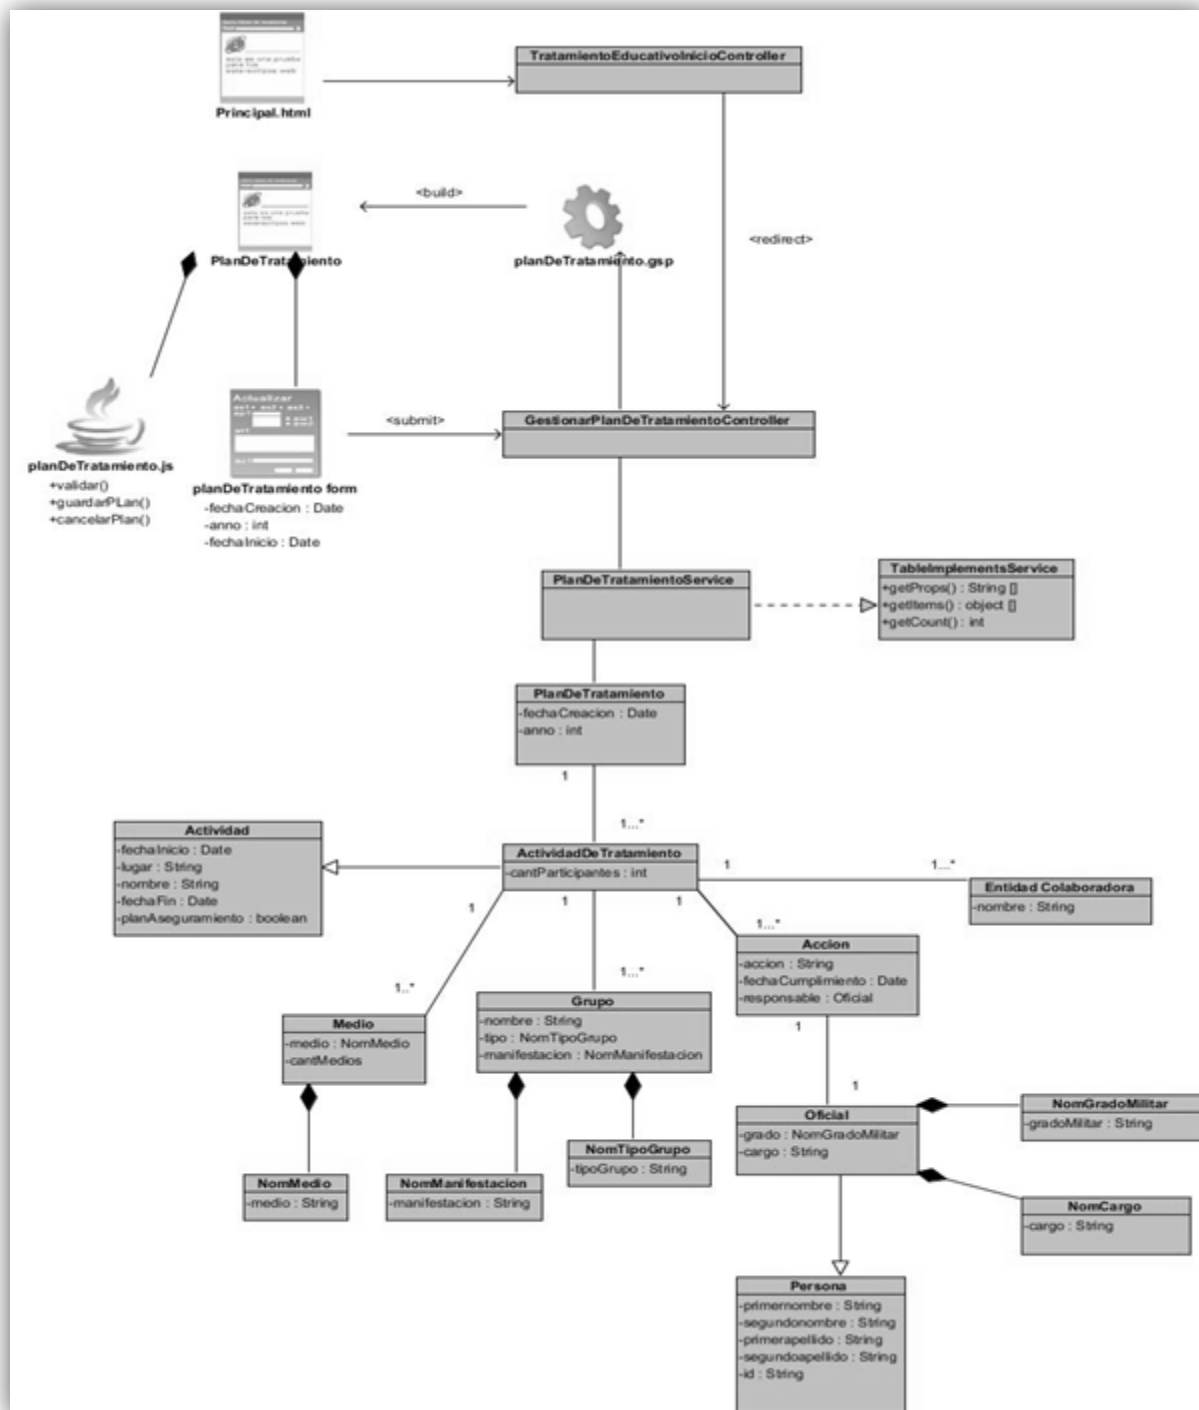 Principal.html
TratamientoEducativoInicioController
<build>
PlanDeTratamiento
planDeTratamiento.gsp
<redirect>
planDeTratamiento.js
+validar()
+guardarPLan()
+cancelarPlan()
Actualizar
planDeTratamiento form
-fechaCreacion : Date
-anno : int
-fechaInicio : Date
<submit>
GestionarPlanDeTratamientoController
PlanDeTratamientoService
TableImplementsService
+getProps() : String []
+getItems() : object []
+getCount() : int
PlanDeTratamiento
-fechaCreacion : Date
-anno : int
1
1...*
Actividad
-fechaInicio : Date
-lugar : String
-nombre : String
-fechaFin : Date
-planAseguramiento : boolean
ActividadDeTratamiento
-cantParticipantes : int
1
1...*
Entidad Colaboradora
-nombre : String
1
1
1
1..*
1...*
1...*
Accion
-accion : String
-fechaCumplimiento : Date
-responsable : Oficial
Medio
-medio : NomMedio
-cantMedios
Grupo
-nombre : String
-tipo : NomTipoGrupo
-manifestacion : NomManifestacion
1
1
NomMedio
-medio : String
NomManifestacion
-manifestacion : String
NomTipoGrupo
-tipoGrupo : String
Oficial
-grado : NomGradoMilitar
-cargo : String
NomGradoMilitar
-gradoMilitar : String
NomCargo
-cargo : String
Persona
-primernombre : String
-segundonombre : String
-primerapellido : String
-segundoapellido : String
-id : String